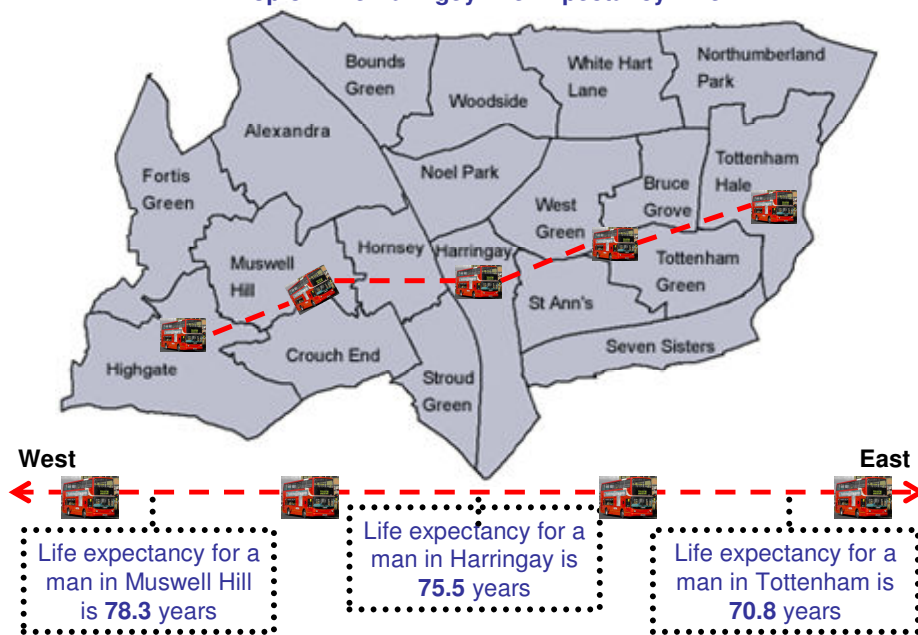 Bounds
Green
White Hart
Lane
Northumberland
Park
Woodside
Alexandra
Noel Park
Tottenham
Hale
Fortis
Green
Bruce
Grove
West
Green
Hornsey
Harringay
Muswell
Hill
Tottenham
Green
St Ann's
Seven Sisters
Crouch End
Highgate
Stroud
Green
West
East
Life expectancy for a
man in Muswell Hill
is 78.3 years
Life expectancy for a
man in Harringay is
75.5 years
Life expectancy for a
man in Tottenham is
70.8 years